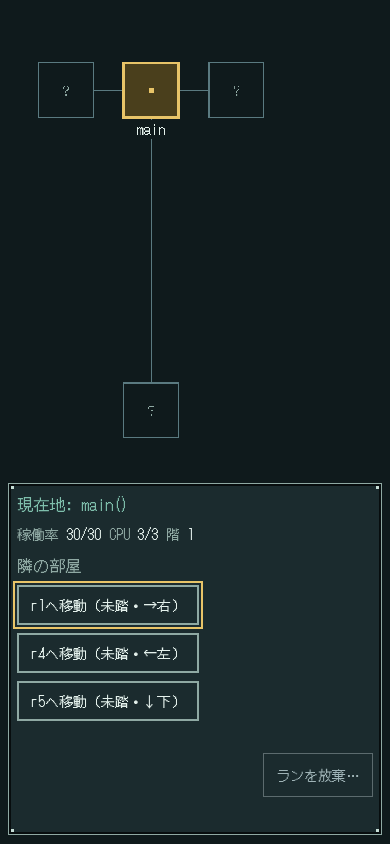 ?
?
main
?
現在地: main()
稼働率 30/30 CPU 3/3 階 1
隣の部屋
r1へ移動（未踏・→右）
r4へ移動（未踏・←左）
r5へ移動（未踏・↓下）
ランを放棄…